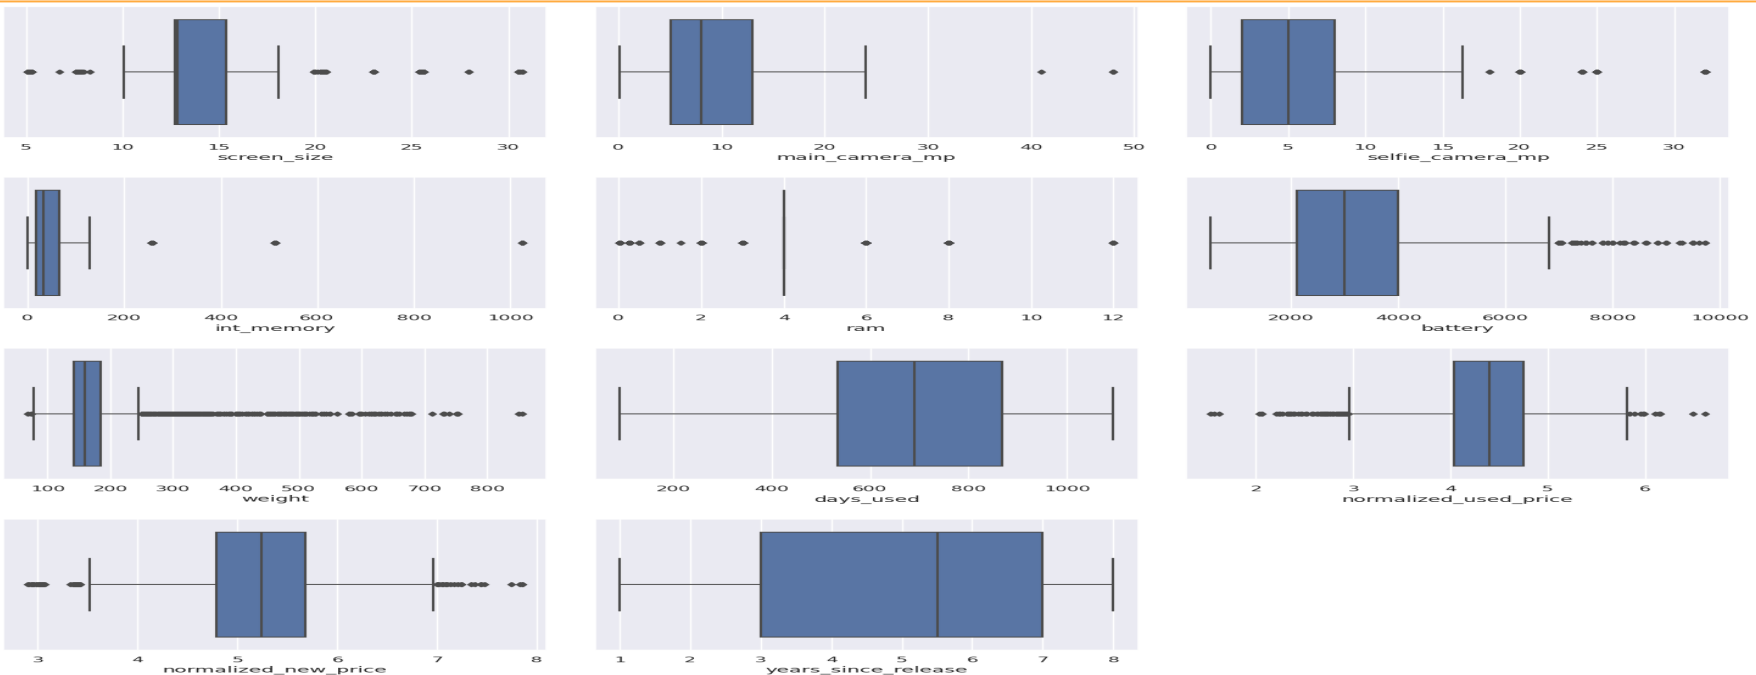 5 10 15 20 25 30 0 10 20 30 40 50 0 5 10 15 20 25 30
screen_size main_camera_mp selfie_camera_mp
0 200 400 600 800 1000 0 2 4 6 8 10 12 2000 4000 6000 8000 10000
int_memory ram battery
100 200 300 400 500 600 700 800 200 400 600 800 1000 2 3 4 5 6
weight days_used normalized_used_price
3 4 5 6 7 8 1 2 3 4 5 6 7 8
normalized_new_price years_since_release